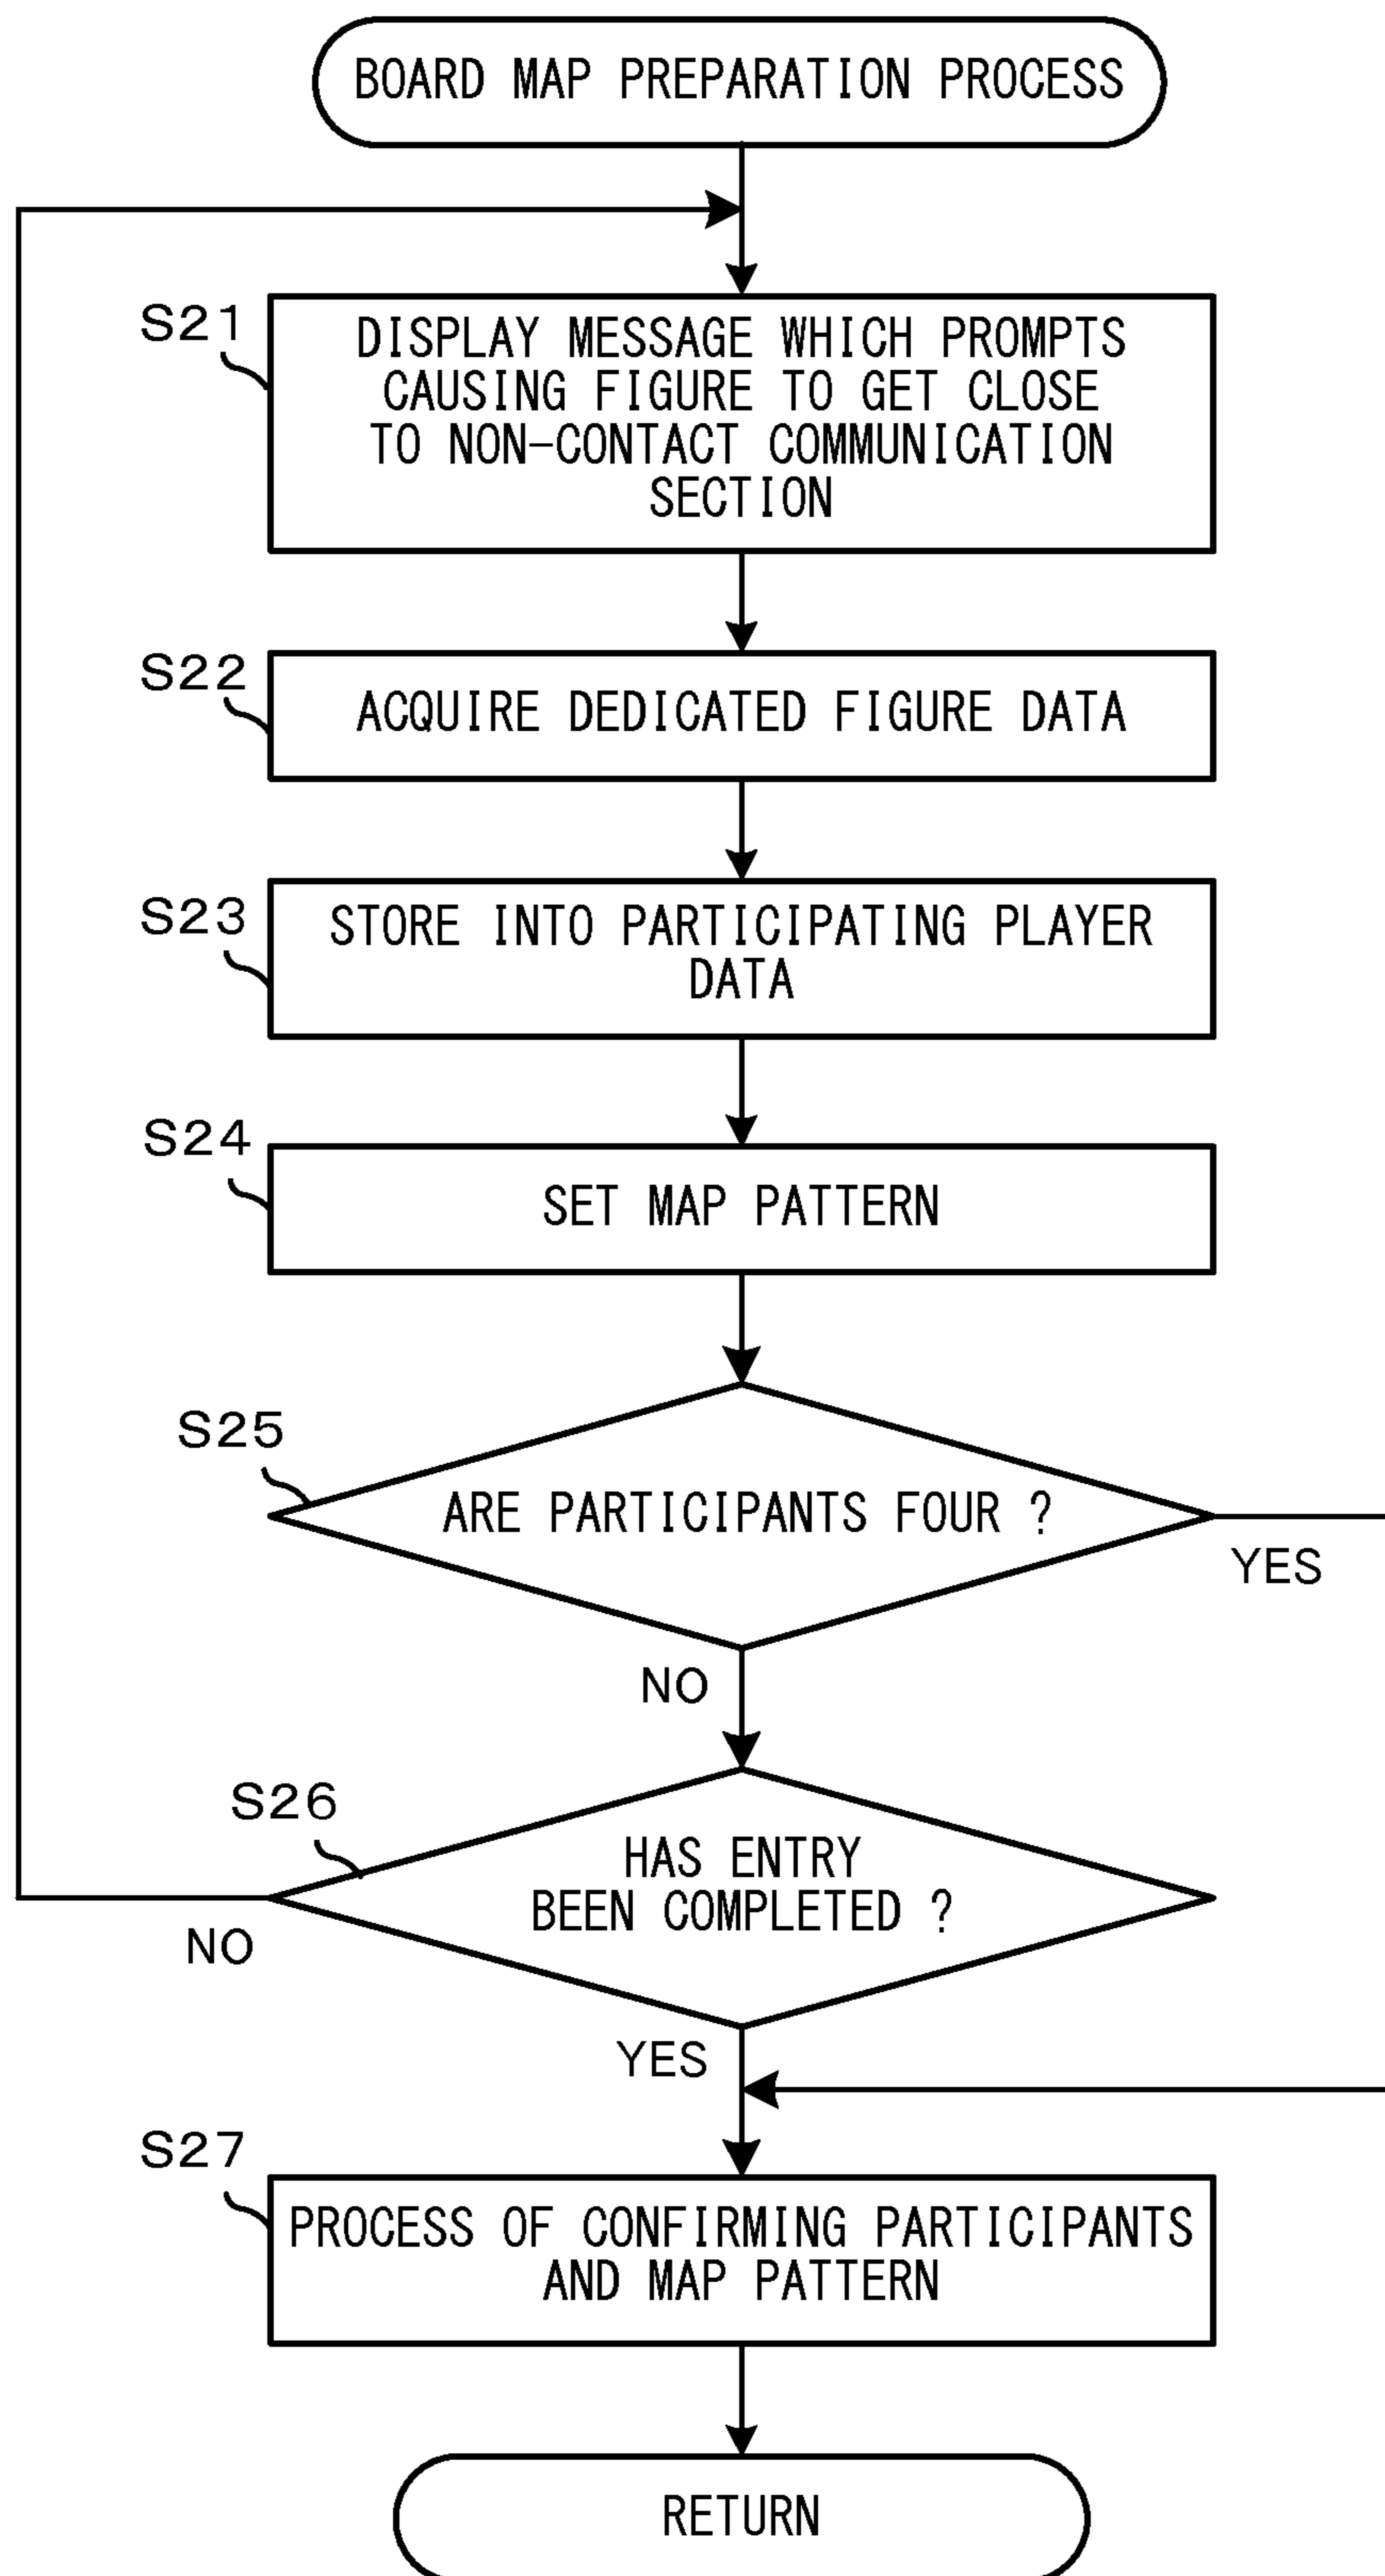 BOARD MAP PREPARATION PROCESS
S21
DISPLAY MESSAGE WHICH PROMPTS
CAUSING FIGURE TO GET CLOSE
TO NON-CONTACT COMMUNICATION
SECTION
S22
ACQUIRE DEDICATED FIGURE DATA
S23
STORE INTO PARTICIPATING PLAYER
DATA
S24
SET MAP PATTERN
S25
ARE PARTICIPANTS FOUR ?
YES
NO
S26
HAS ENTRY
BEEN COMPLETED ?
NO
YES
S27
PROCESS OF CONFIRMING PARTICIPANTS
AND MAP PATTERN
RETURN